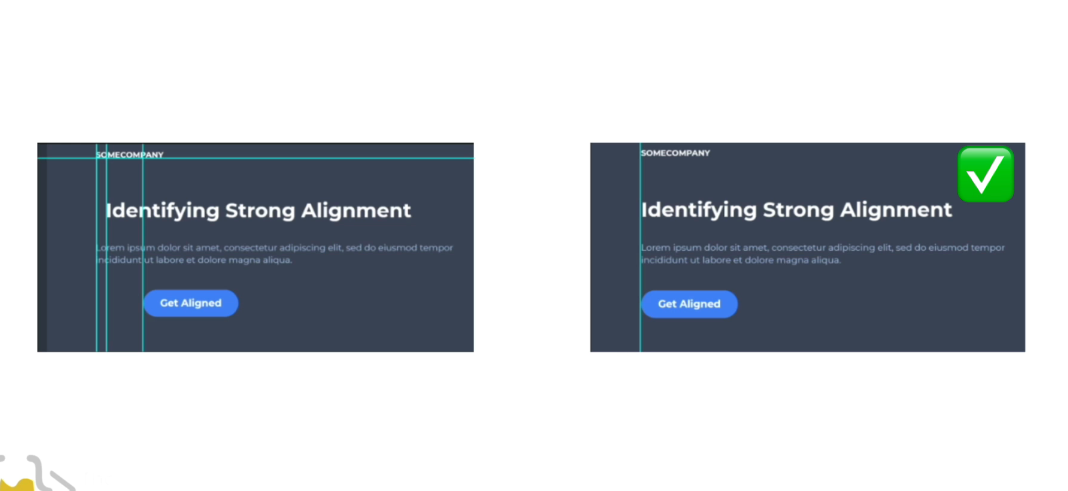 SOMECOMPANY
Identifying Strong Alignment
Lorem ipsum dolor sit amet, consectetur adipiscing elit, sed do eiusmod tempor
incididunt ut labore et dolore magna aliqua.
Get Aligned
SOMECOMPANY
Identifying Strong Alignment
Lorem ipsum dolor sit amet, consectetur adipiscing elit, sed do eiusmod tempor
incididunt ut labore et dolore magna aliqua.
Get Aligned